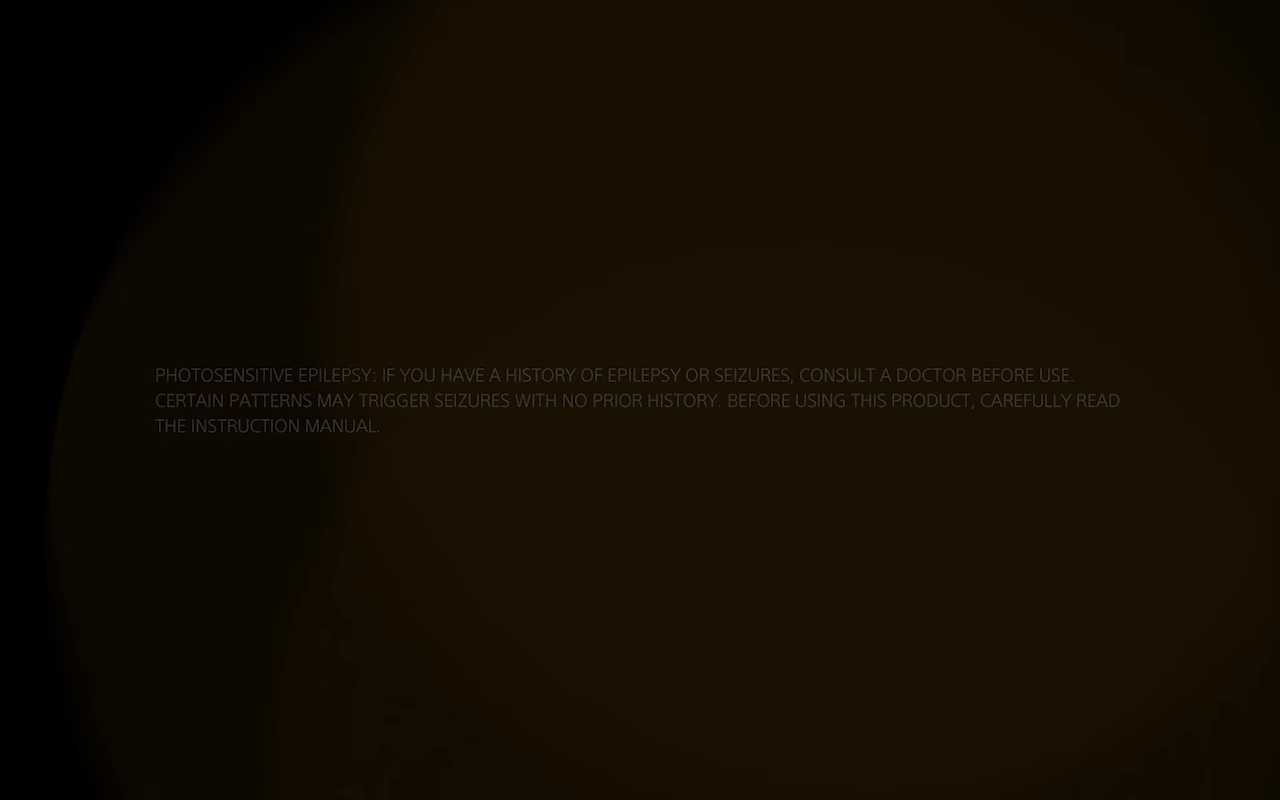 PHOTOSENSITIVE EPILEPSY: IF YOU HAVE A HISTORY OF EPILEPSY OR SEIZURES, CONSULT A DOCTOR BEFORE USE.
CERTAIN PATTERNS MAY TRIGGER SEIZURES WITH NO PRIOR HISTORY. BEFORE USING THIS PRODUCT, CAREFULLY READ
THE INSTRUCTION MANUAL.